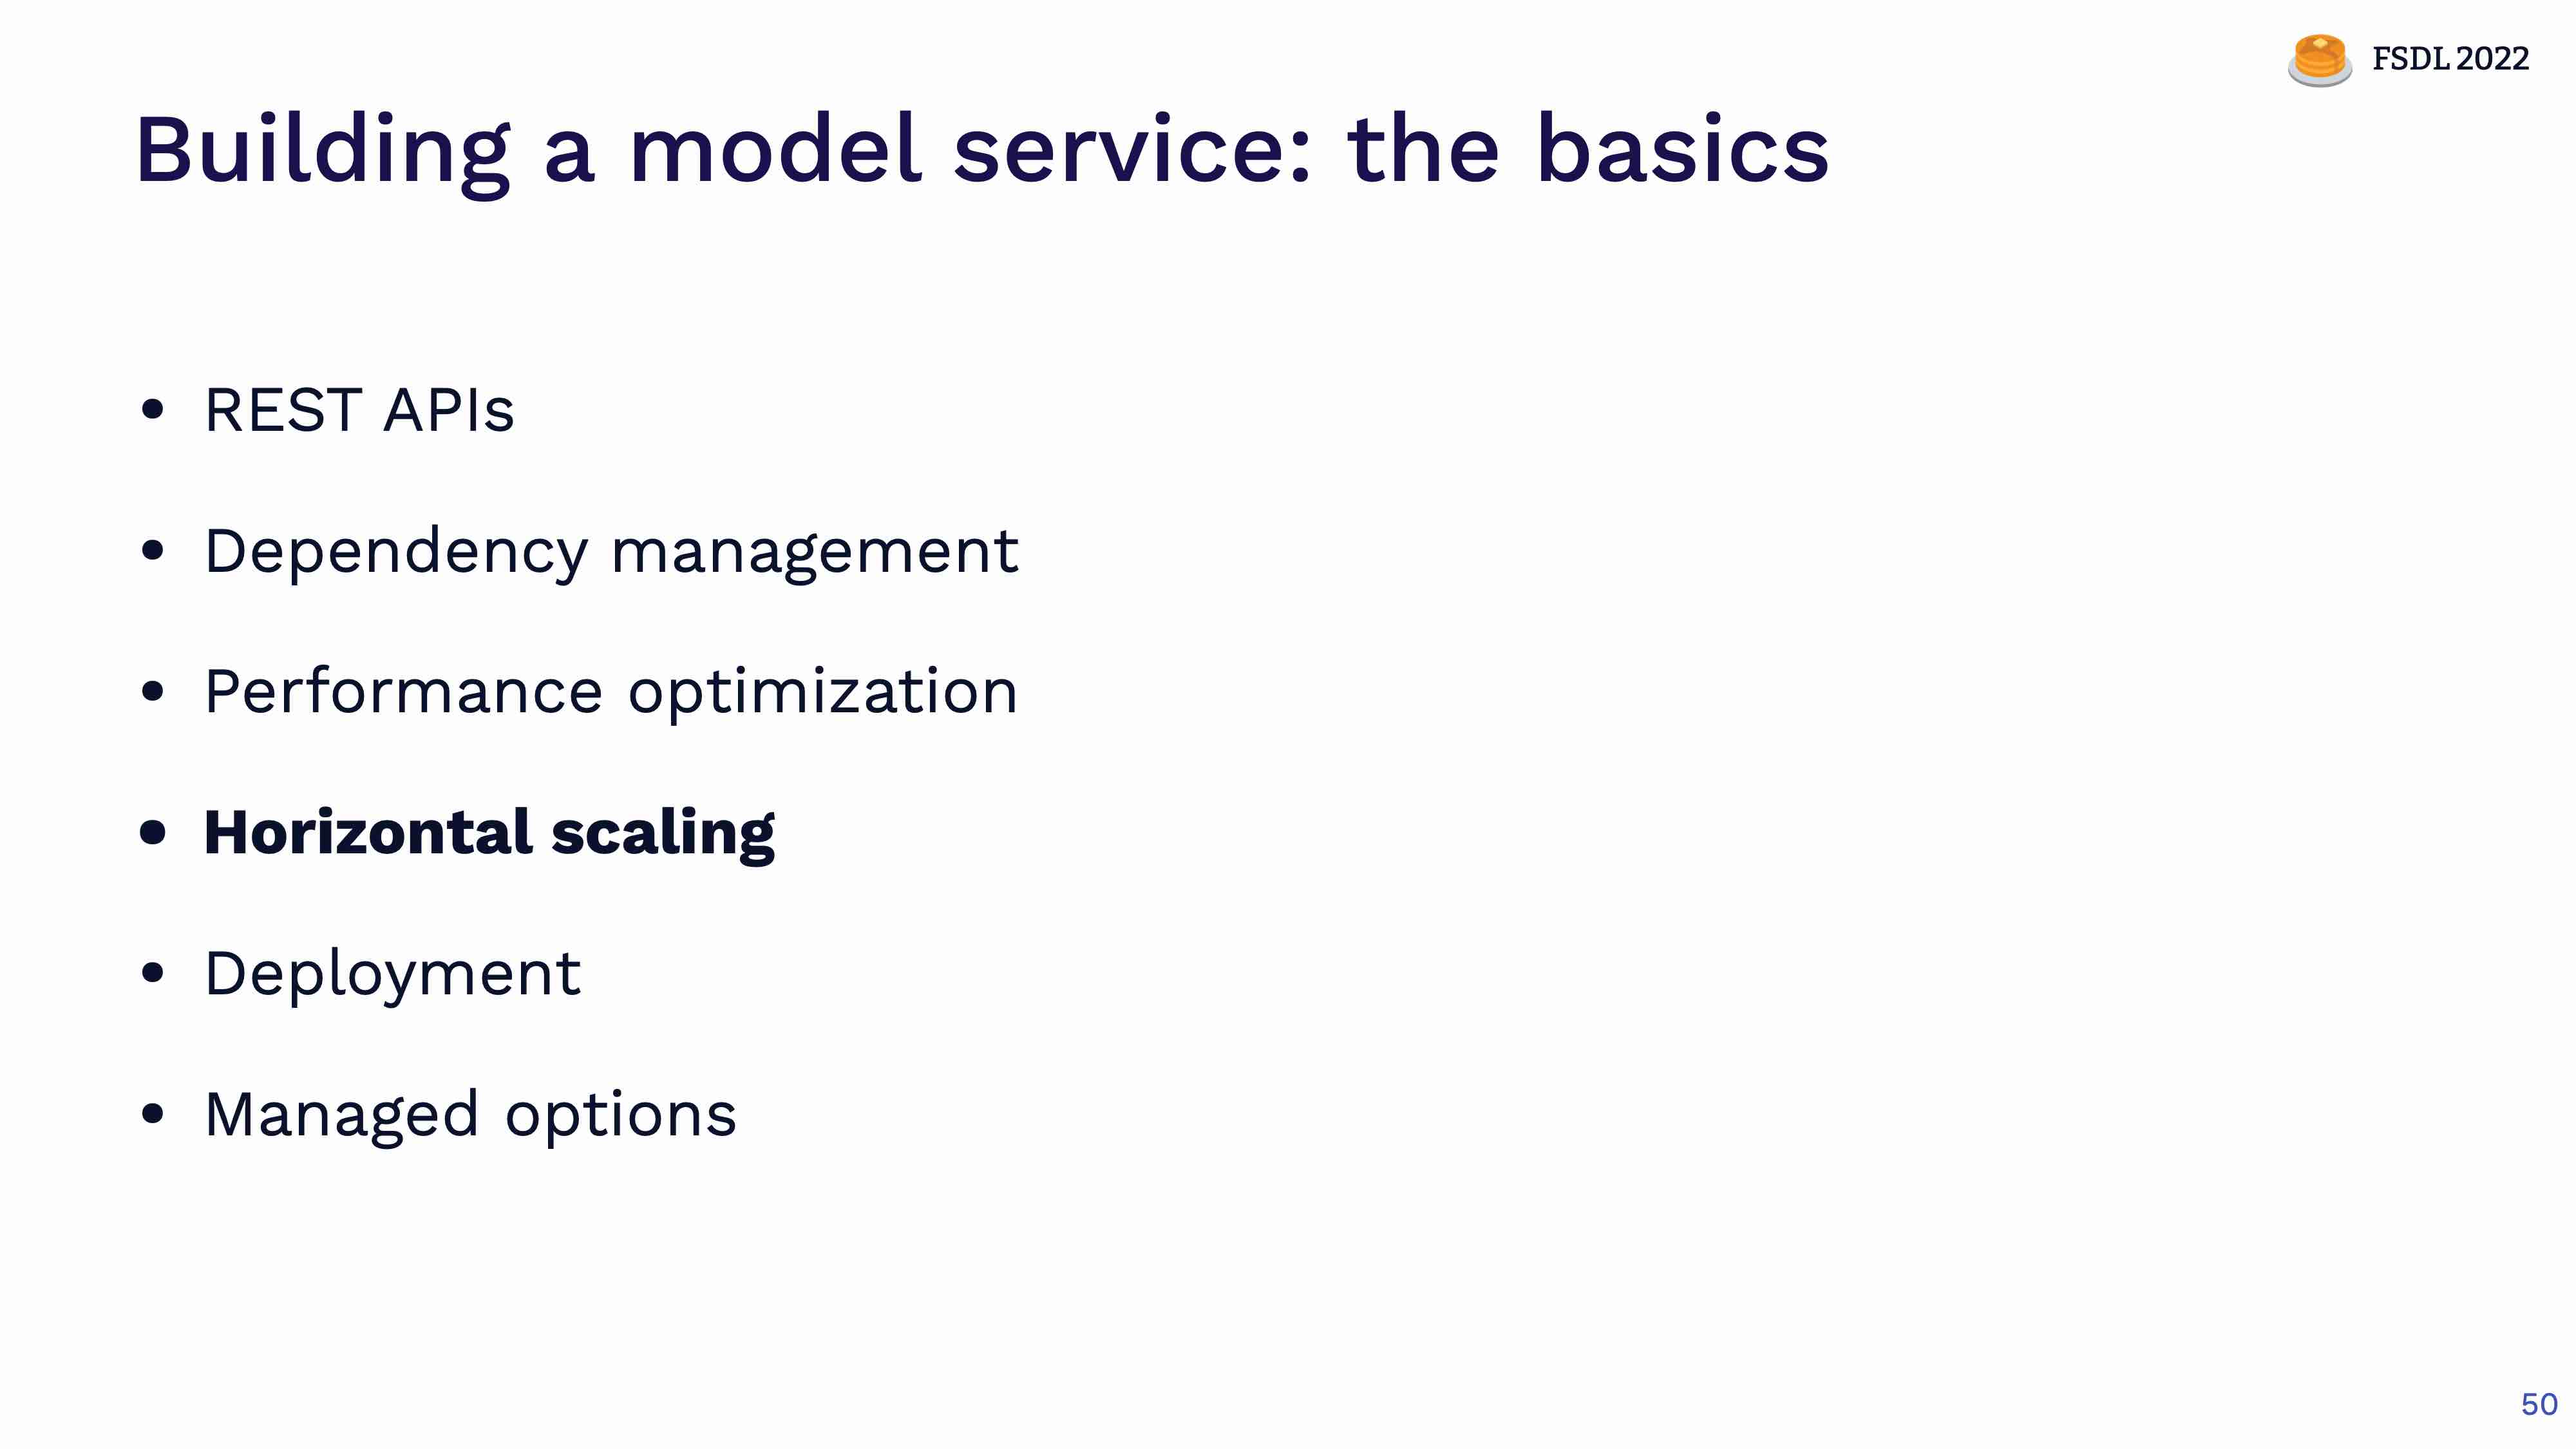 FSDL 2022
Building a model service: the basics
• REST APIs
• Dependency management
• Performance optimization
• Horizontal scaling
• Deployment
• Managed options
50